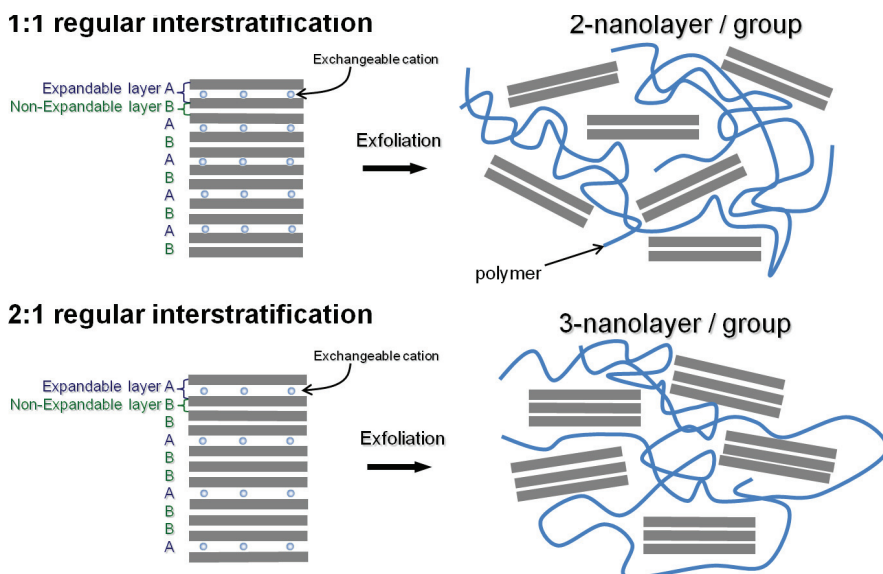 1:1 regular interstratification
2-nanolayer / group
Exchangeable cation
Expandable layer A
Non-Expandable layer B
A
B
A
B
A
B
A
B
Exfoliation
polymer
2:1 regular interstratification
3-nanolayer / group
Exchangeable cation
Expandable layer A
Non-Expandable layer B
B
A
B
B
A
B
B
A
Exfoliation